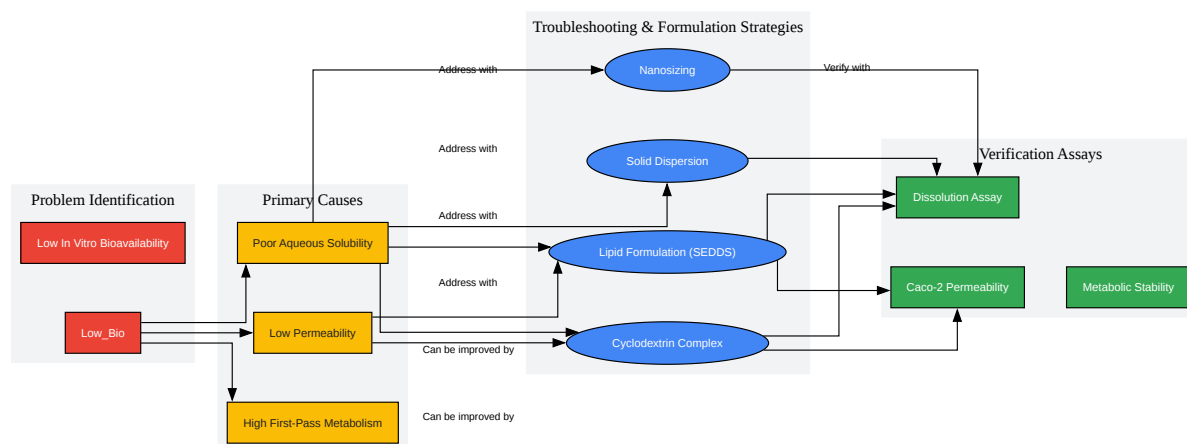 Troubleshooting & Formulation Strategies
Address with
Nanosizing
Verify with
Address with
Solid Dispersion
Verification Assays
Problem Identification
Primary Causes
Dissolution Assay
Address with
Low In Vitro Bioavailability
Poor Aqueous Solubility
Lipid Formulation (SEDDS)
Address with
Caco-2 Permeability
Metabolic Stability
Low_Bio
Low Permeability
Can be improved by
Cyclodextrin Complex
High First-Pass Metabolism
Can be improved by